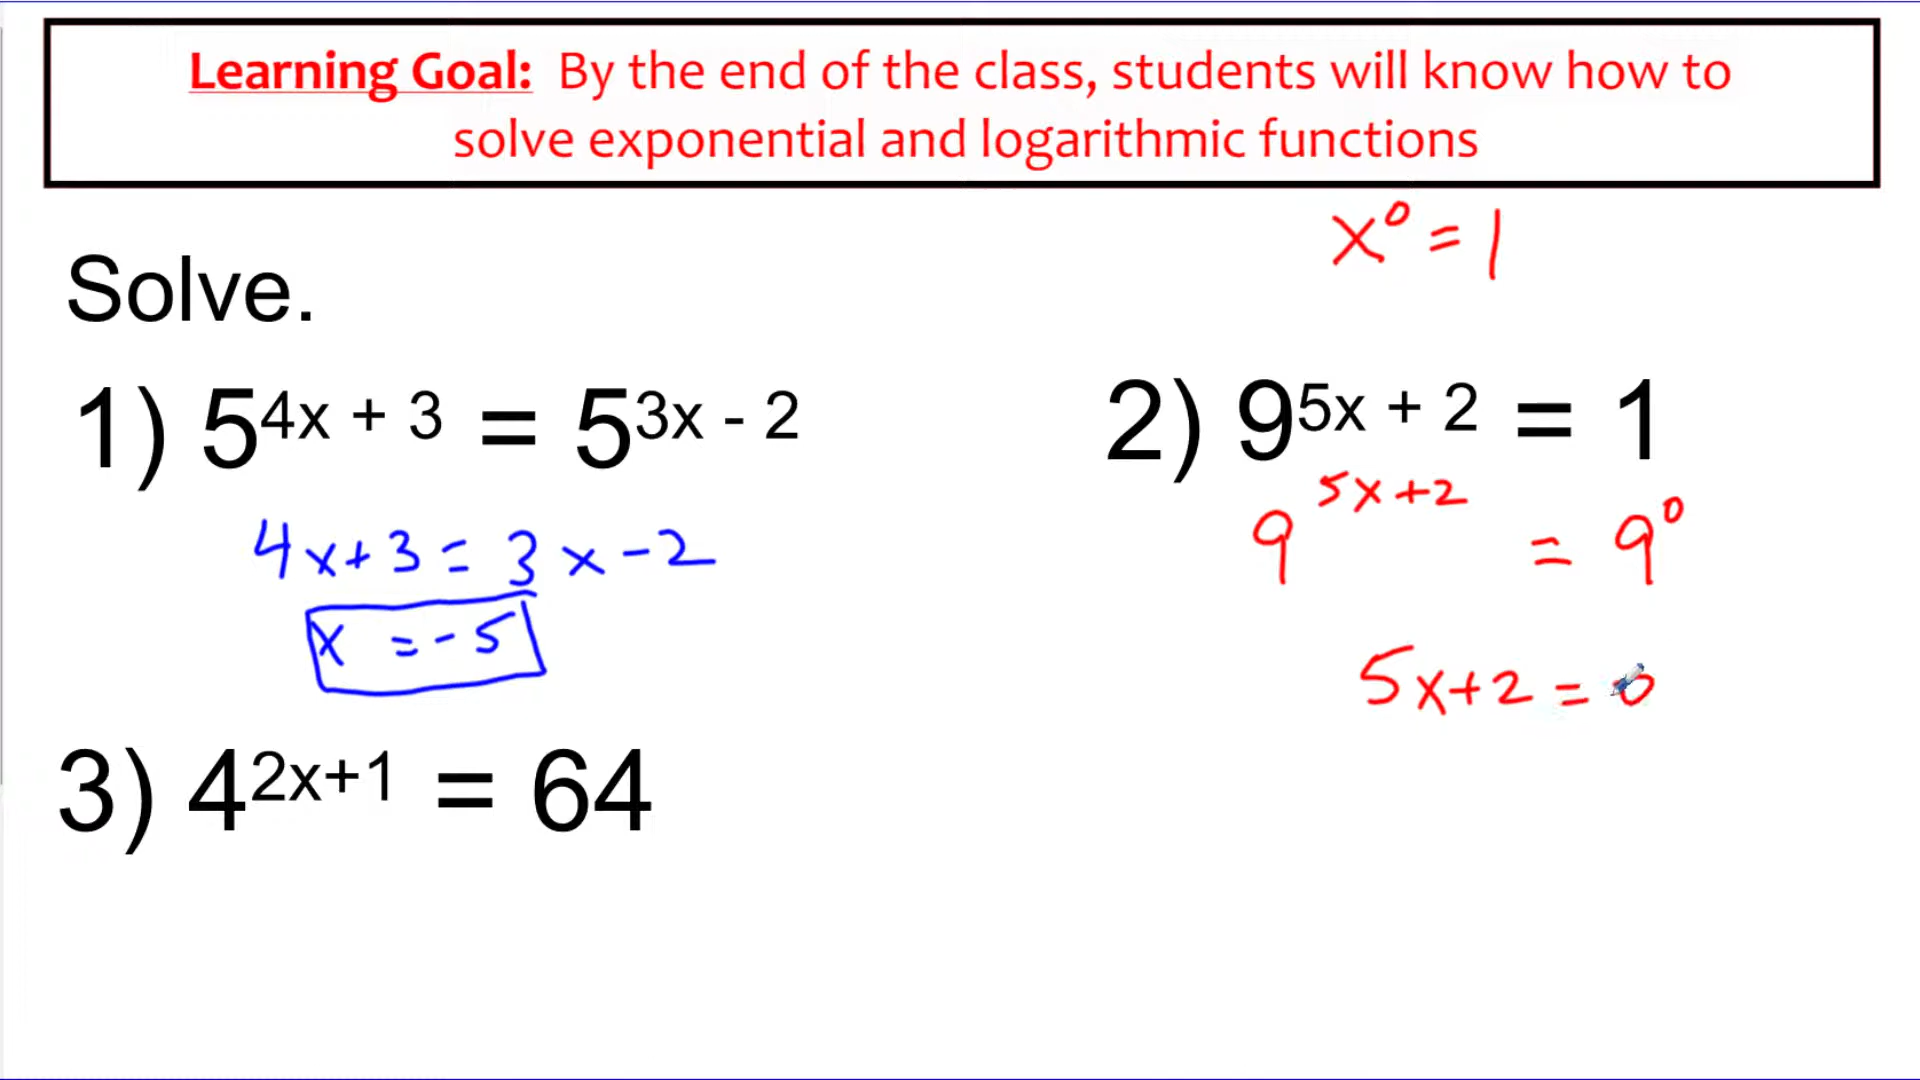 Learning Goal: By the end of the class, students will know how to
solve exponential and logarithmic functions
x⁰ = 1
Solve.
1) 5^(4x + 3) = 5^(3x - 2)
4x+3 = 3x-2
x = -5
2) 9^(5x + 2) = 1
9^(5x+2) = 9⁰
5x+2 = 0
3) 4^(2x+1) = 64